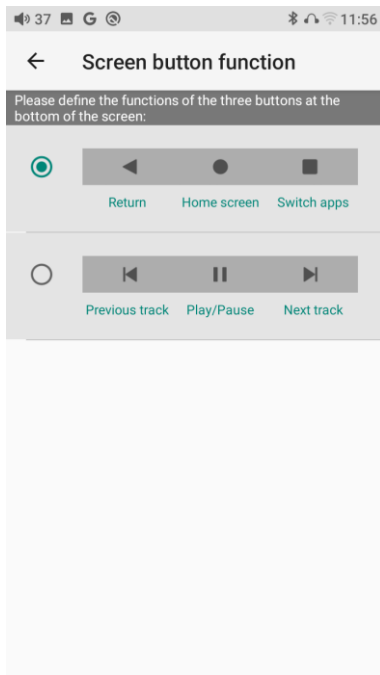 37 G 11:56
Screen button function
Please define the functions of the three buttons at the
bottom of the screen:
Return Home screen Switch apps
Previous track Play/Pause Next track